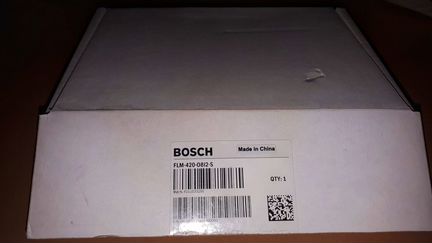 BOSCH
Made in China
FLM-420-O8I2-S
QTY: 1